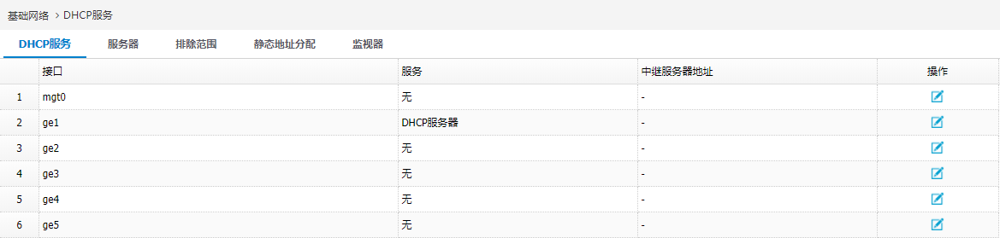 基础网络 > DHCP服务
DHCP服务 服务器 排除范围 静态地址分配 监视器
接口 服务 中继服务器地址 操作
1 mgt0 无 -
2 ge1 DHCP服务器 -
3 ge2 无 -
4 ge3 无 -
5 ge4 无 -
6 ge5 无 -